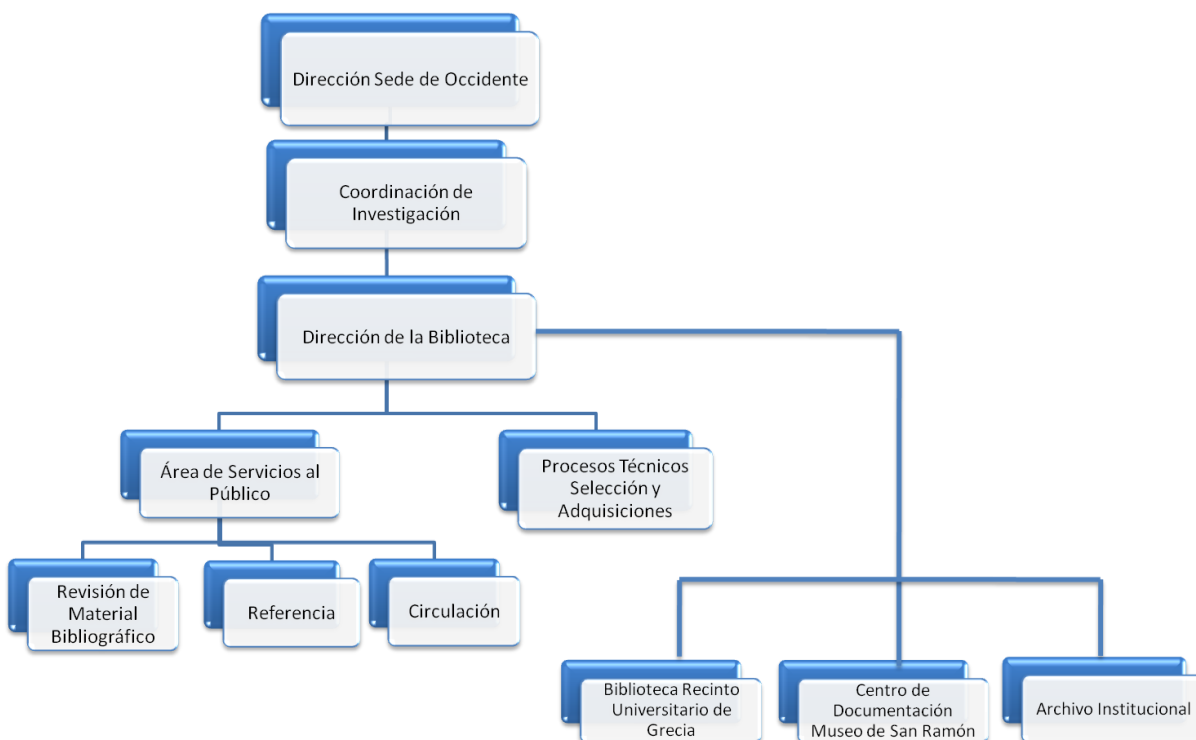 Dirección Sede de Occidente
Coordinación de
Investigación
Dirección de la Biblioteca
Área de Servicios al
Público
Procesos Técnicos
Selección y
Adquisiciones
Revisión de
Material
Bibliográfico
Referencia
Circulación
Biblioteca Recinto
Universitario de
Grecia
Centro de
Documentación
Museo de San Ramón
Archivo Institucional